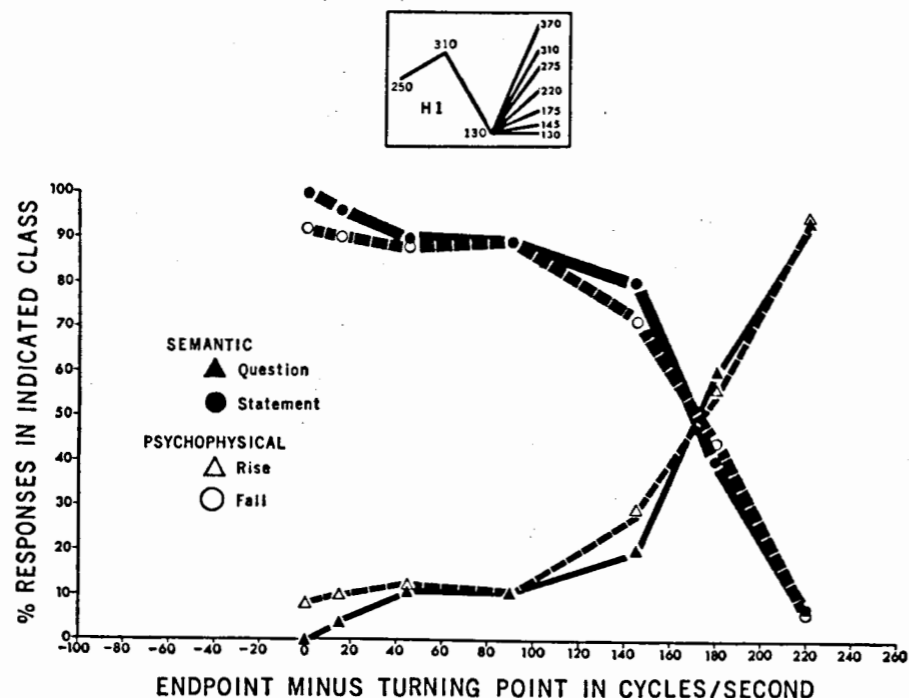 370
310
310
275
250
220
H1
175
145
130
130
% RESPONSES IN INDICATED CLASS
100
90
80
70
60
50
40
30
20
10
0
SEMANTIC
Question
Statement
PSYCHOPHYSICAL
Rise
Fall
-100 -80 -60 -40 -20 0 20 40 60 80 100 120 140 160 180 200 220 240 260
ENDPOINT MINUS TURNING POINT IN CYCLES/SECOND